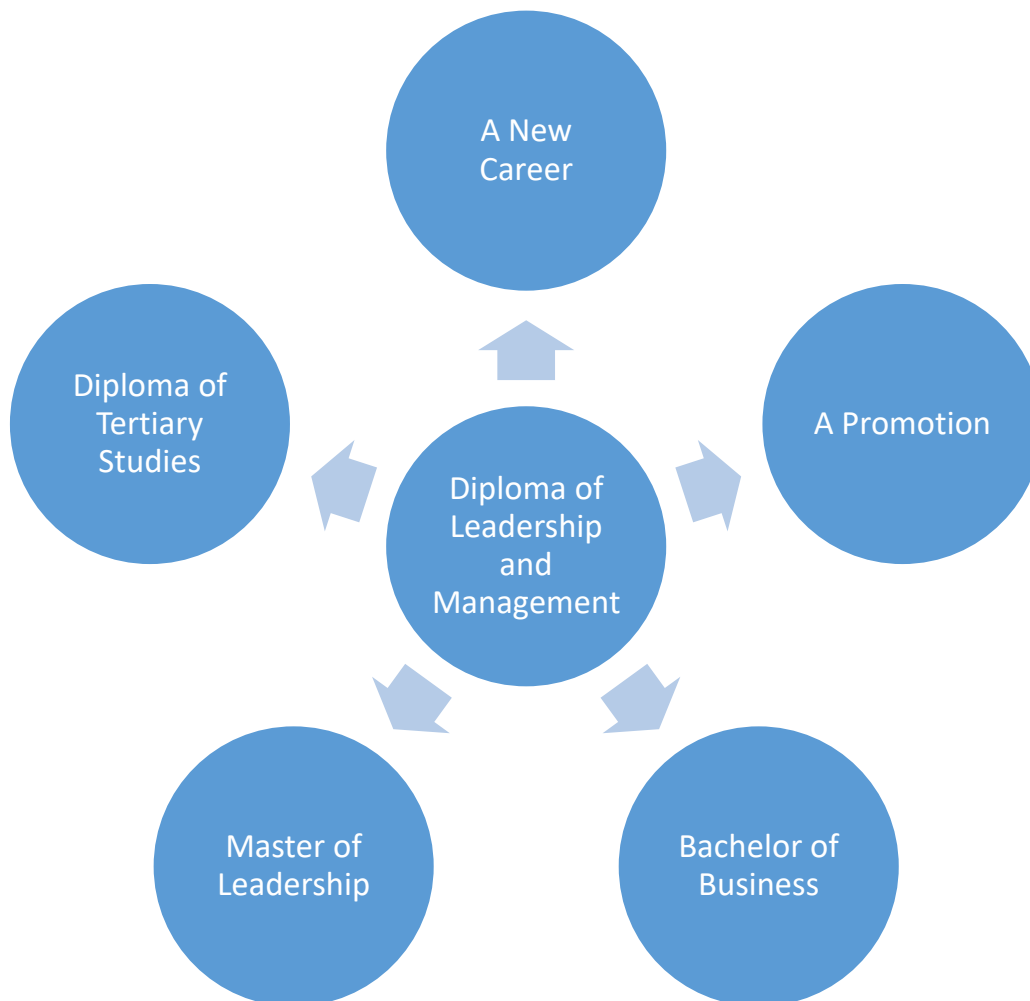 A New
Career
Diploma of
Tertiary
Studies
A Promotion
Diploma of
Leadership
and
Management
Master of
Leadership
Bachelor of
Business